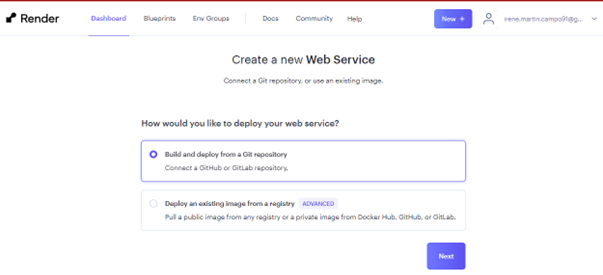 Render Dashboard Blueprints Env Groups Docs Community Help New + irene.martin.campo91@g...
Create a new Web Service
Connect a Git repository, or use an existing image.
How would you like to deploy your web service?
Build and deploy from a Git repository
Connect a GitHub or GitLab repository.
Deploy an existing image from a registry ADVANCED
Pull a public image from any registry or a private image from Docker Hub, GitHub, or GitLab.
Next